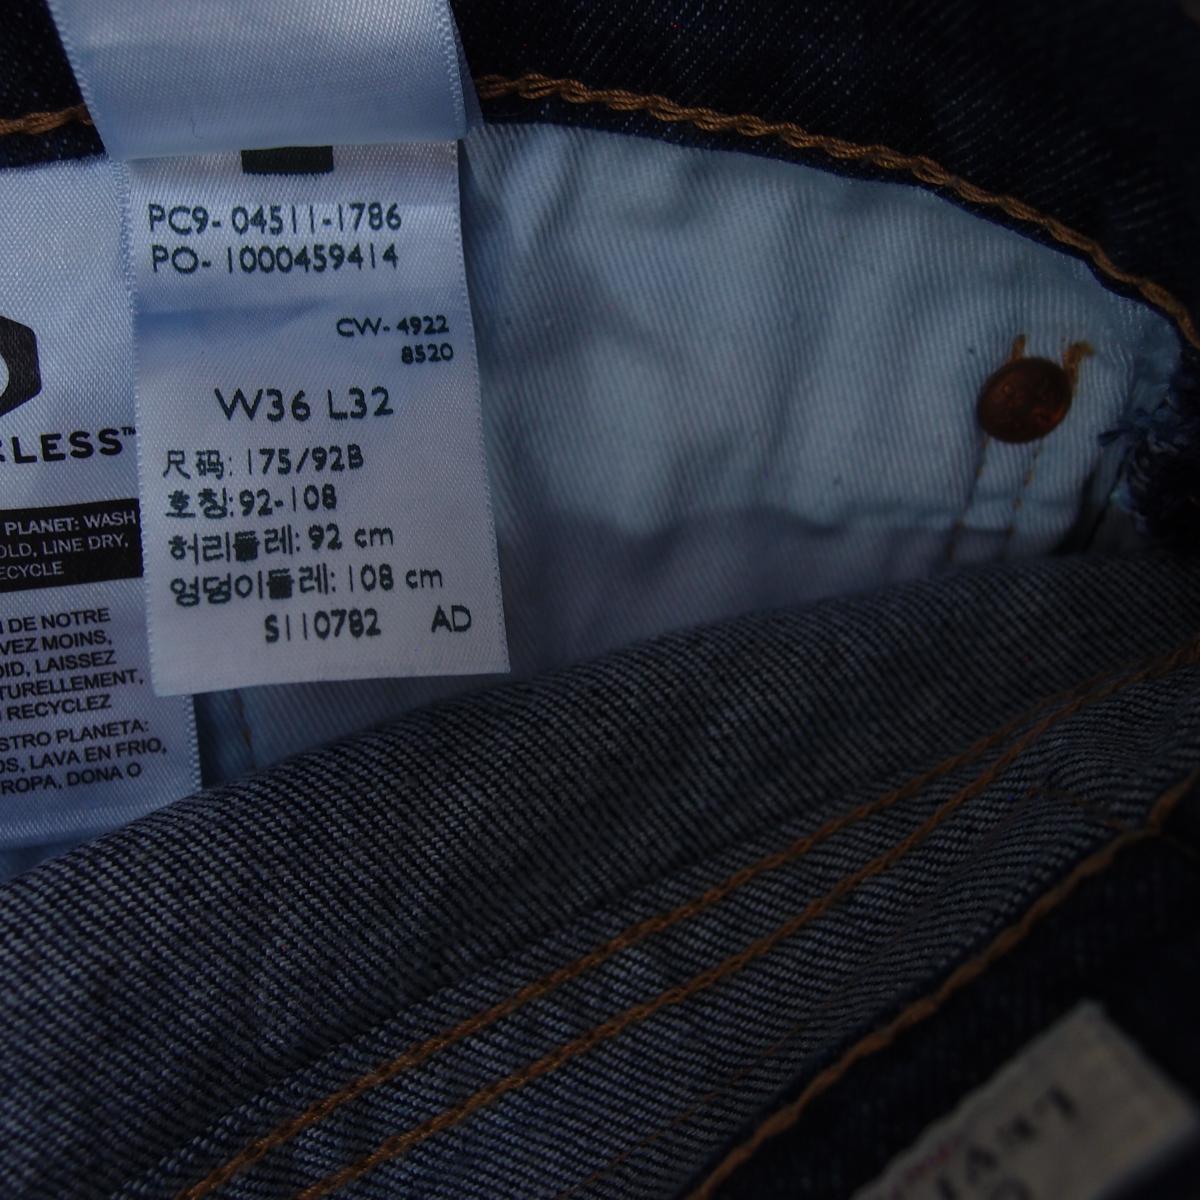 PC9- 04511-1786
PO- 1000459414
CW- 4922
8520
W36 L32
尺码: 175/92B
호칭: 92-108
허리둘레: 92 cm
엉덩이둘레: 108 cm
S110782 AD
LESS™
PLANET: WASH
OLD, LINE DRY,
ECYCLE
DE NOTRE
VEZ MOINS,
OID, LAISSEZ
TURELLEMENT,
RECYCLEZ
STRO PLANETA:
OS, LAVA EN FRIO,
ROPA, DONA O